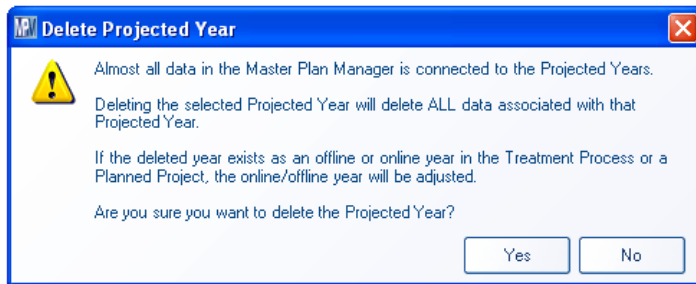 MPV Delete Projected Year
Almost all data in the Master Plan Manager is connected to the Projected Years.
Deleting the selected Projected Year will delete ALL data associated with that
Projected Year.
If the deleted year exists as an offline or online year in the Treatment Process or a
Planned Project, the online/offline year will be adjusted.
Are you sure you want to delete the Projected Year?
Yes No